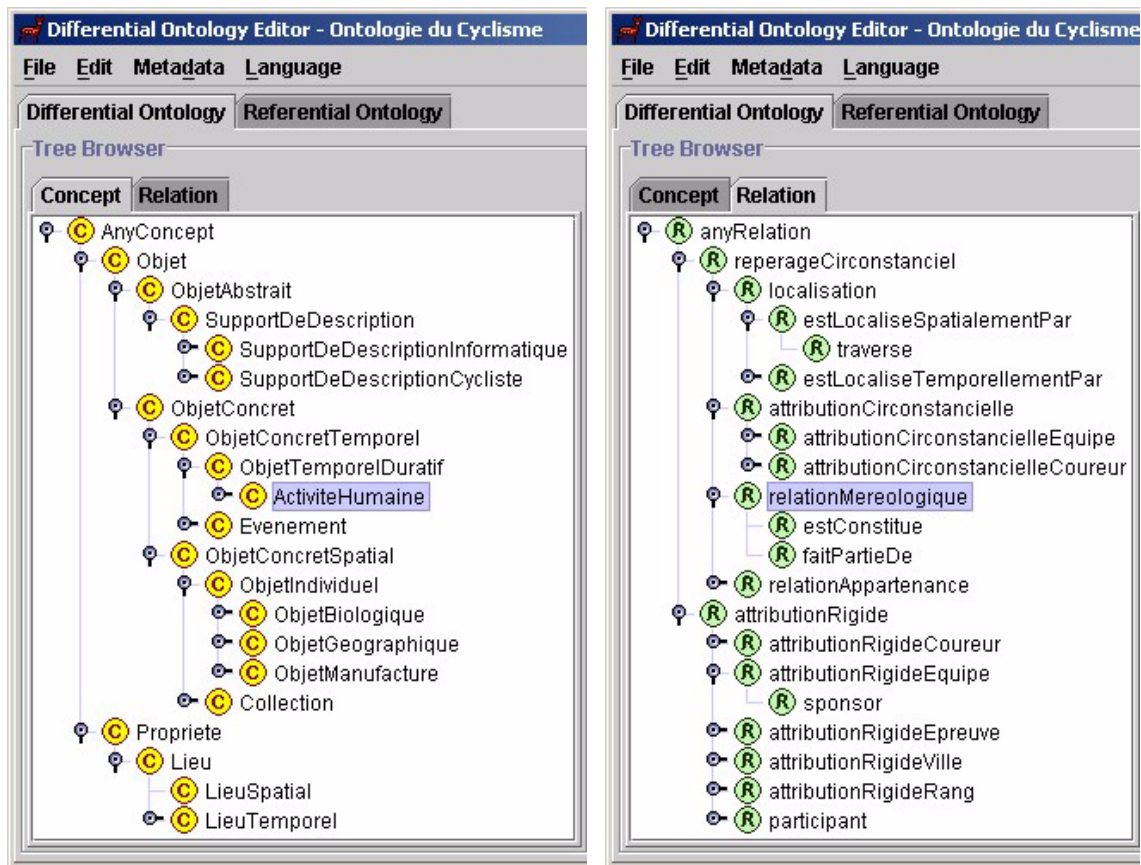 Differential Ontology Editor - Ontologie du Cyclisme
File Edit Metadata Language
Differential Ontology Referential Ontology
Tree Browser
Concept Relation
C AnyConcept
C Objet
C ObjetAbstrait
C SupportDeDescription
C SupportDeDescriptionInformatique
C SupportDeDescriptionCycliste
C ObjetConcret
C ObjetConcretTemporel
C ObjetTemporelDuratif
C ActiviteHumaine
C Evenement
C ObjetConcretSpatial
C ObjetIndividuel
C ObjetBiologique
C ObjetGeographique
C ObjetManufacture
C Collection
C Propriete
C Lieu
C LieuSpatial
C LieuTemporel
Differential Ontology Editor - Ontologie du Cyclisme
File Edit Metadata Language
Differential Ontology Referential Ontology
Tree Browser
Concept Relation
R anyRelation
R reperageCirconstanciel
R localisation
R estLocaliseSpatialementPar
R traverse
R estLocaliseTemporellementPar
R attributionCirconstancielle
R attributionCirconstancielleEquipe
R attributionCirconstancielleCoureur
R relationMereologique
R estConstitue
R faitPartieDe
R relationAppartenance
R attributionRigide
R attributionRigideCoureur
R attributionRigideEquipe
R sponsor
R attributionRigideEpreuve
R attributionRigideVille
R attributionRigideRang
R participant